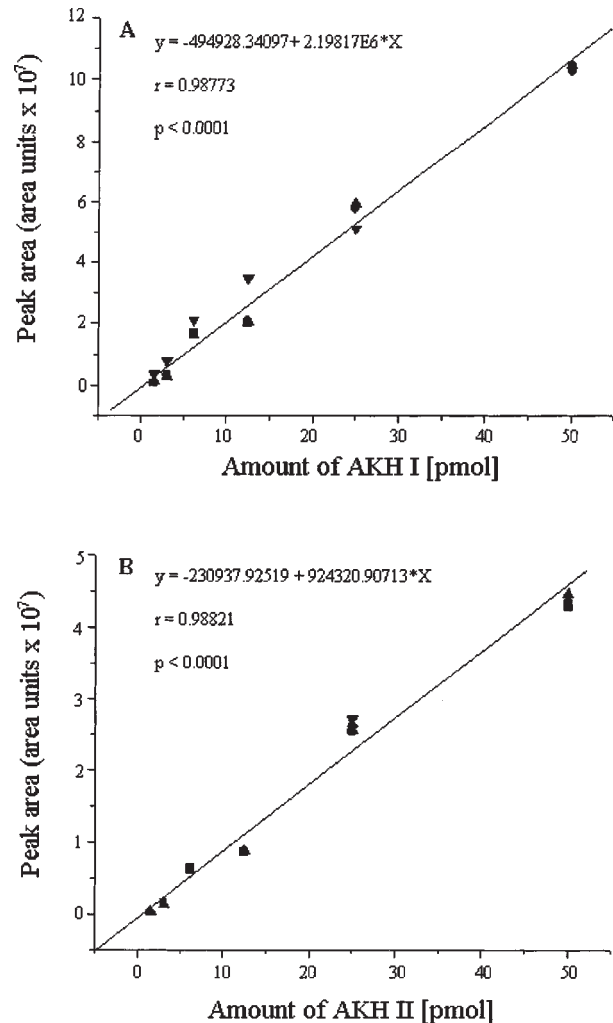 12
10
8
6
4
2
0
Peak area (area units x 10⁷)
A
y = -494928.34097+ 2.19817E6*X
r = 0.98773
p < 0.0001
0 10 20 30 40 50
Amount of AKH I [pmol]
5
4
3
2
1
0
Peak area (area units x 10⁷)
B
y = -230937.92519 + 924320.90713*X
r = 0.98821
p < 0.0001
0 10 20 30 40 50
Amount of AKH II [pmol]